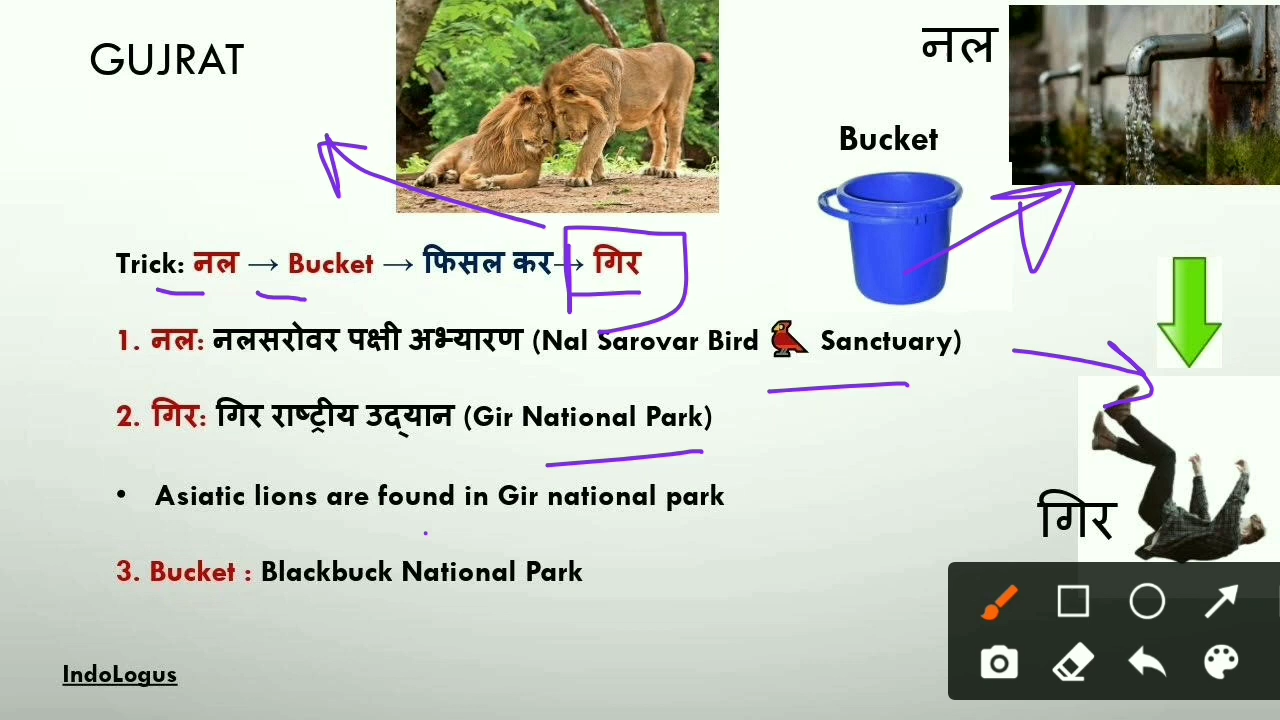 GUJRAT
नल
Bucket
Trick: नल → Bucket → फिसल कर→ गिर
1. नल: नलसरोवर पक्षी अभ्यारण (Nal Sarovar Bird Sanctuary)
2. गिर: गिर राष्ट्रीय उद्यान (Gir National Park)
• Asiatic lions are found in Gir national park
गिर
3. Bucket : Blackbuck National Park
IndoLogus